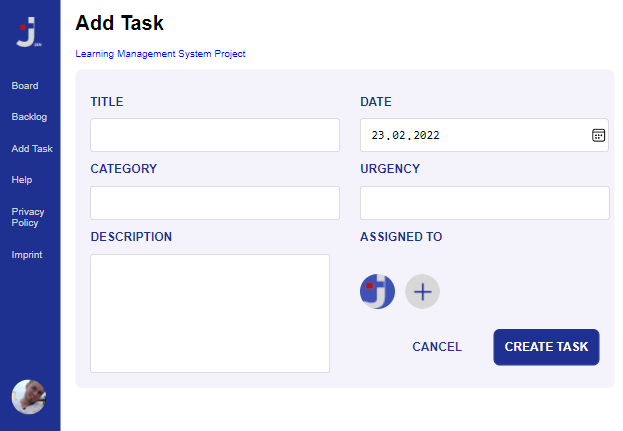 Add Task
Learning Management System Project
Board
Backlog
Add Task
Help
Privacy
Policy
Imprint
TITLE
DATE
23.02.2022
CATEGORY
URGENCY
DESCRIPTION
ASSIGNED TO
CANCEL
CREATE TASK